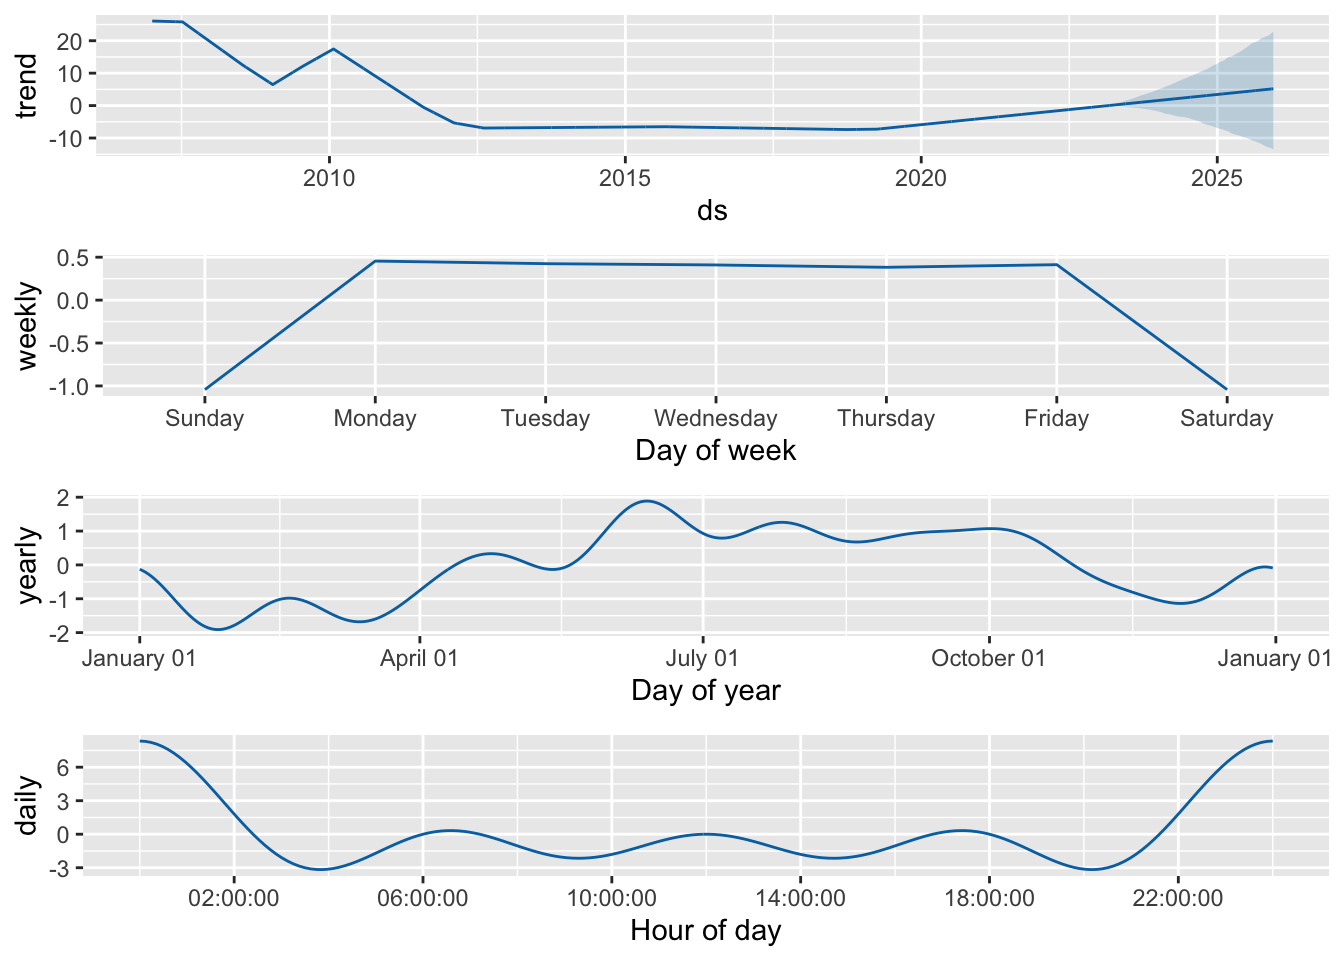 trend
20
10
0
-10
2010 2015 2020 2025
ds
weekly
0.5
0.0
-0.5
-1.0
Sunday Monday Tuesday Wednesday Thursday Friday Saturday
Day of week
yearly
2
1
0
-1
-2
January 01 April 01 July 01 October 01 January 01
Day of year
daily
6
3
0
-3
02:00:00 06:00:00 10:00:00 14:00:00 18:00:00 22:00:00
Hour of day